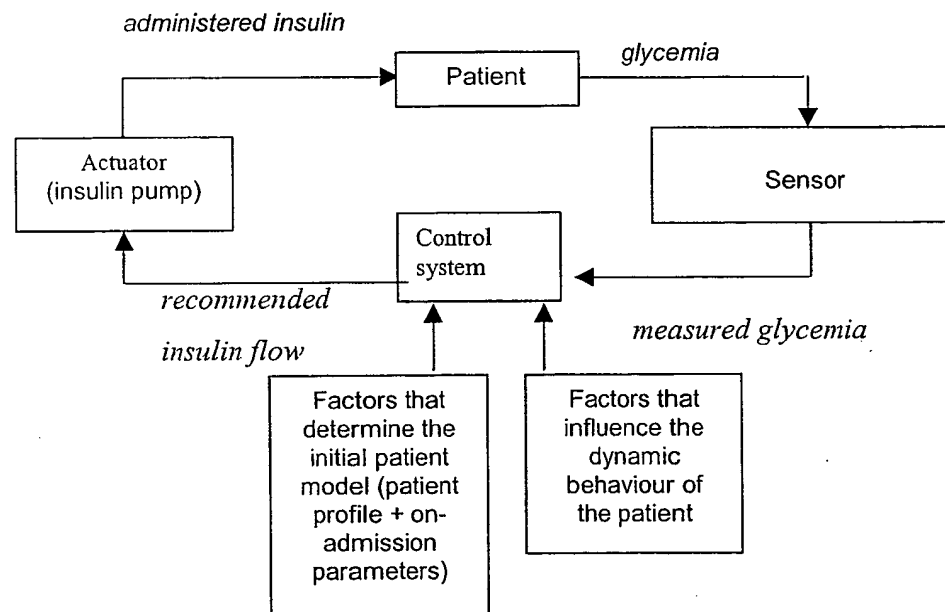 administered insulin
Patient
glycemia
Actuator
(insulin pump)
Sensor
Control
system
recommended
insulin flow
measured glycemia
Factors that
determine the
initial patient
model (patient
profile + on-
admission
parameters)
Factors that
influence the
dynamic
behaviour of
the patient